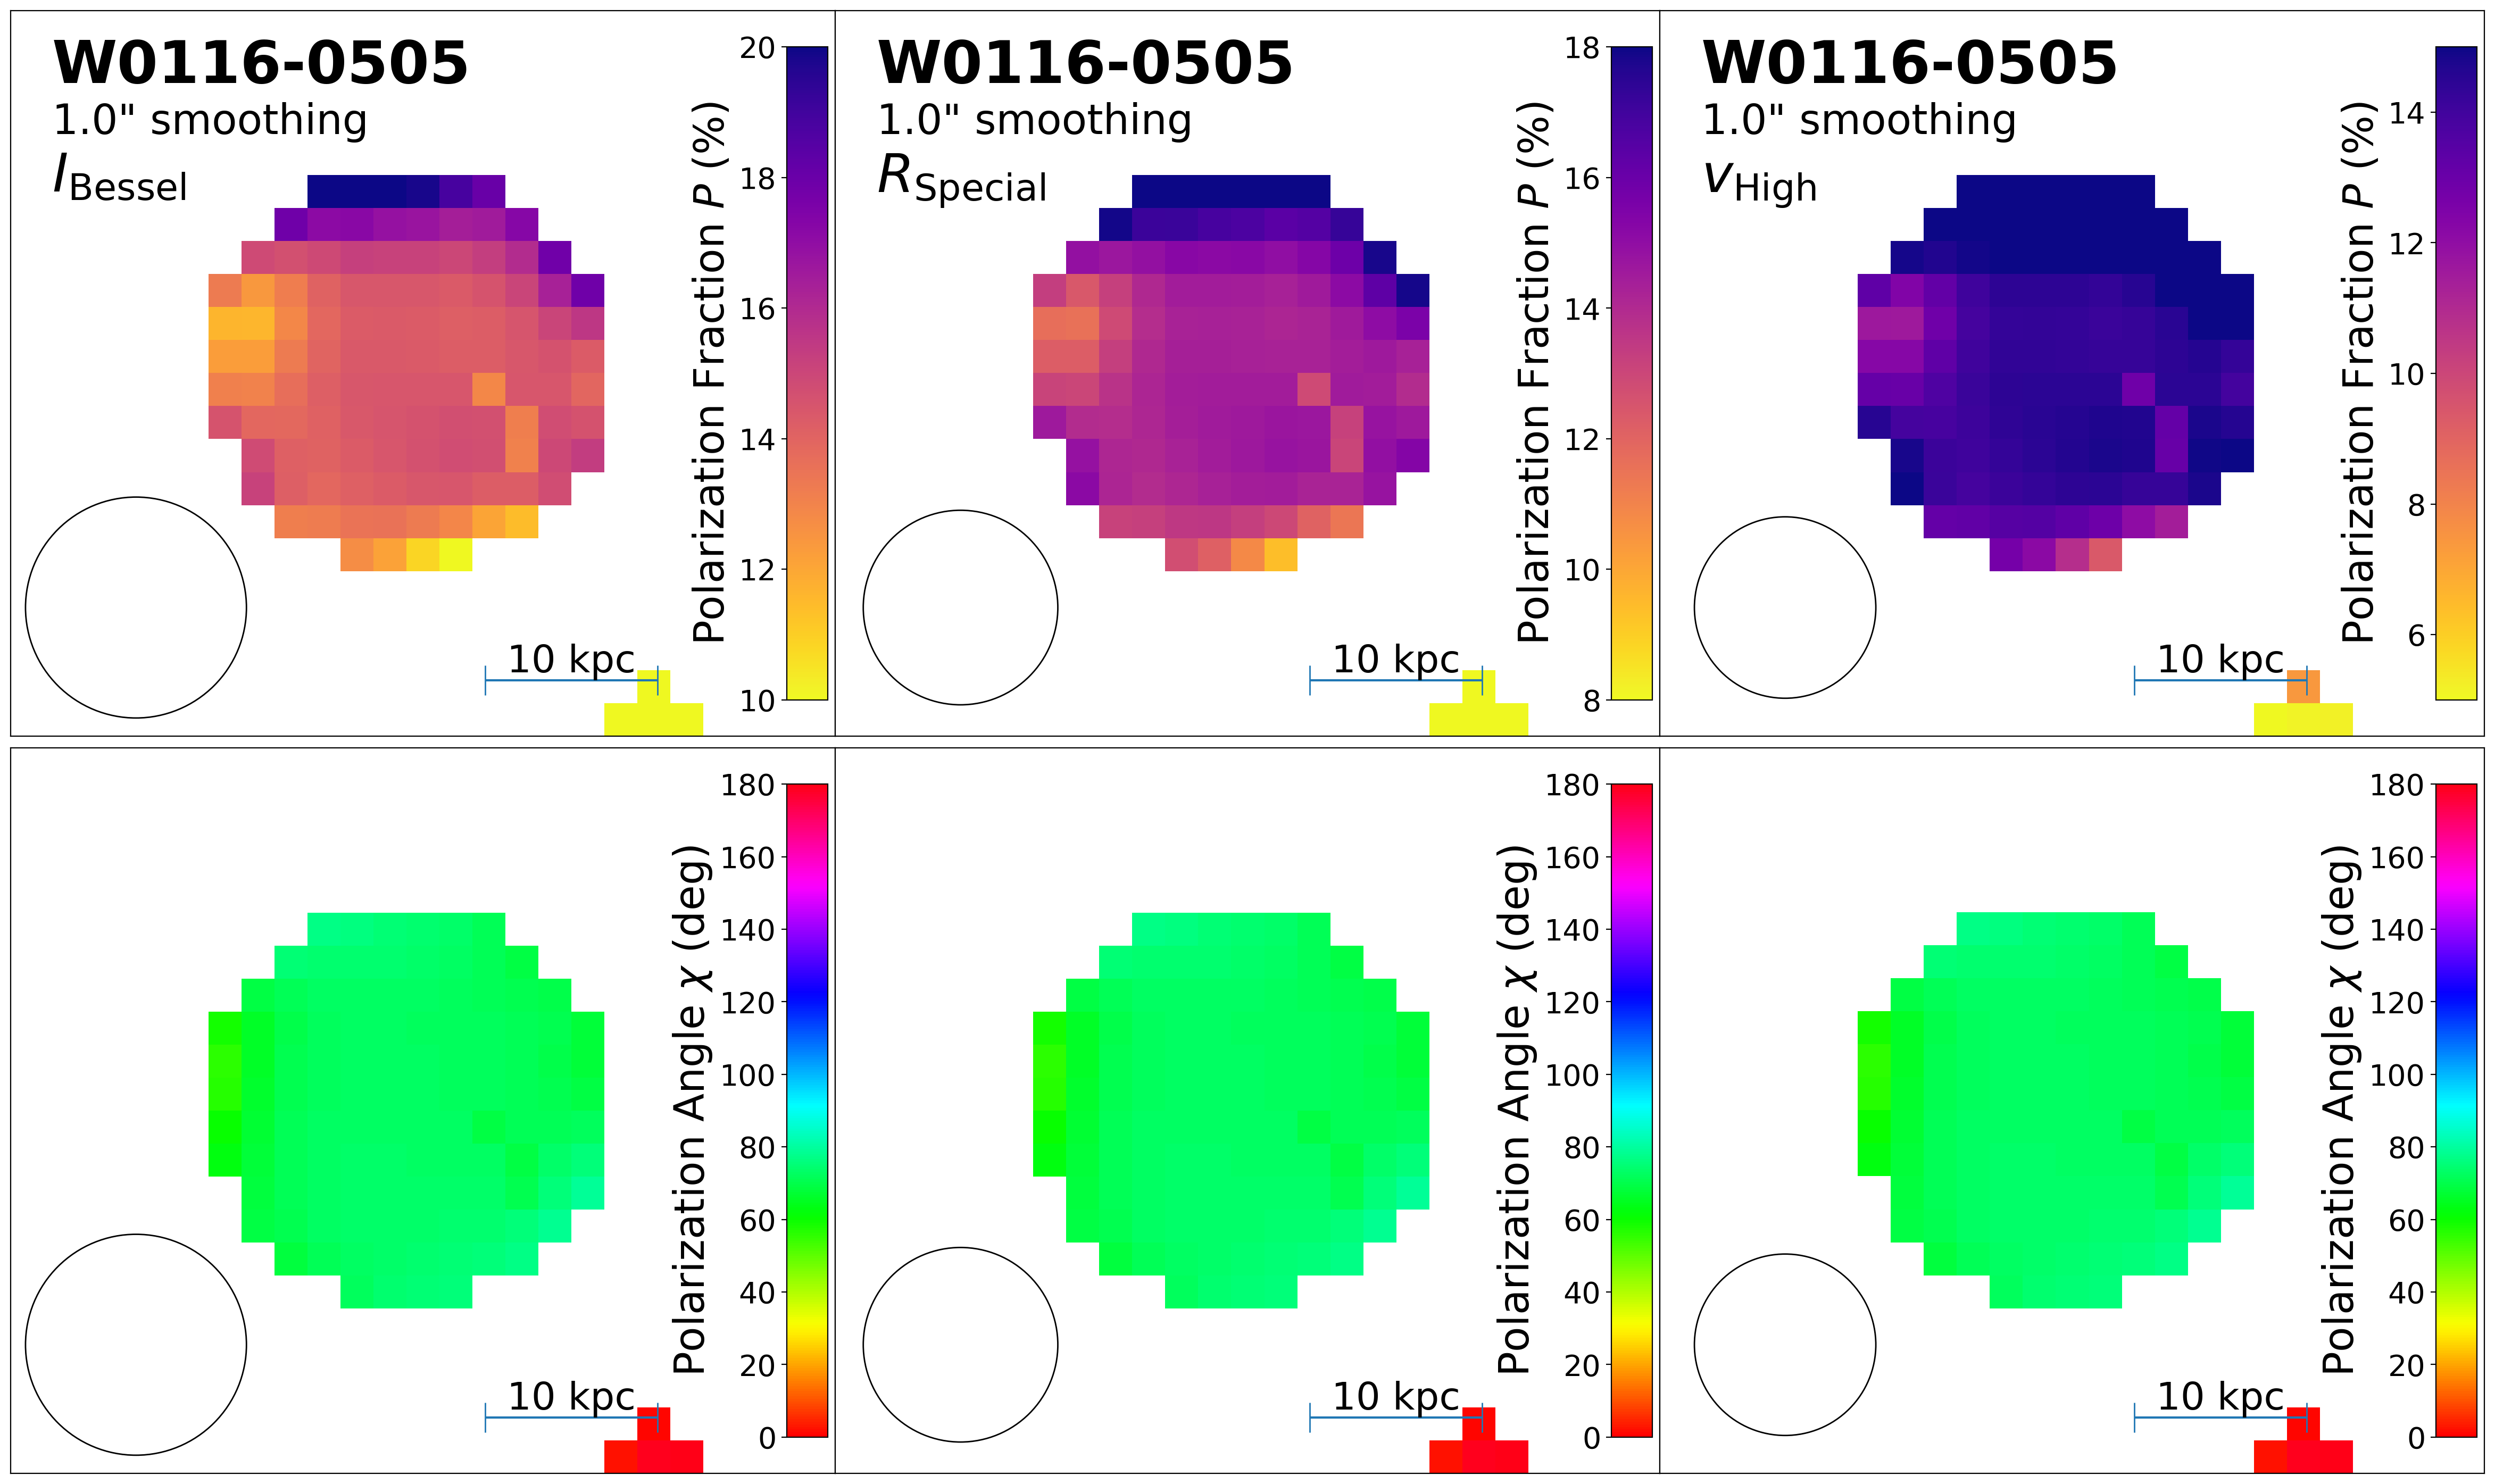 W0116-0505
1.0" smoothing
I_Bessel
20
18
16
14
12
10
Polarization Fraction P (%)
10 kpc
W0116-0505
1.0" smoothing
R_Special
18
16
14
12
10
8
Polarization Fraction P (%)
10 kpc
W0116-0505
1.0" smoothing
v_High
14
12
10
8
6
Polarization Fraction P (%)
10 kpc
180
160
140
120
100
80
60
40
20
0
Polarization Angle χ (deg)
10 kpc
180
160
140
120
100
80
60
40
20
0
Polarization Angle χ (deg)
10 kpc
180
160
140
120
100
80
60
40
20
0
Polarization Angle χ (deg)
10 kpc